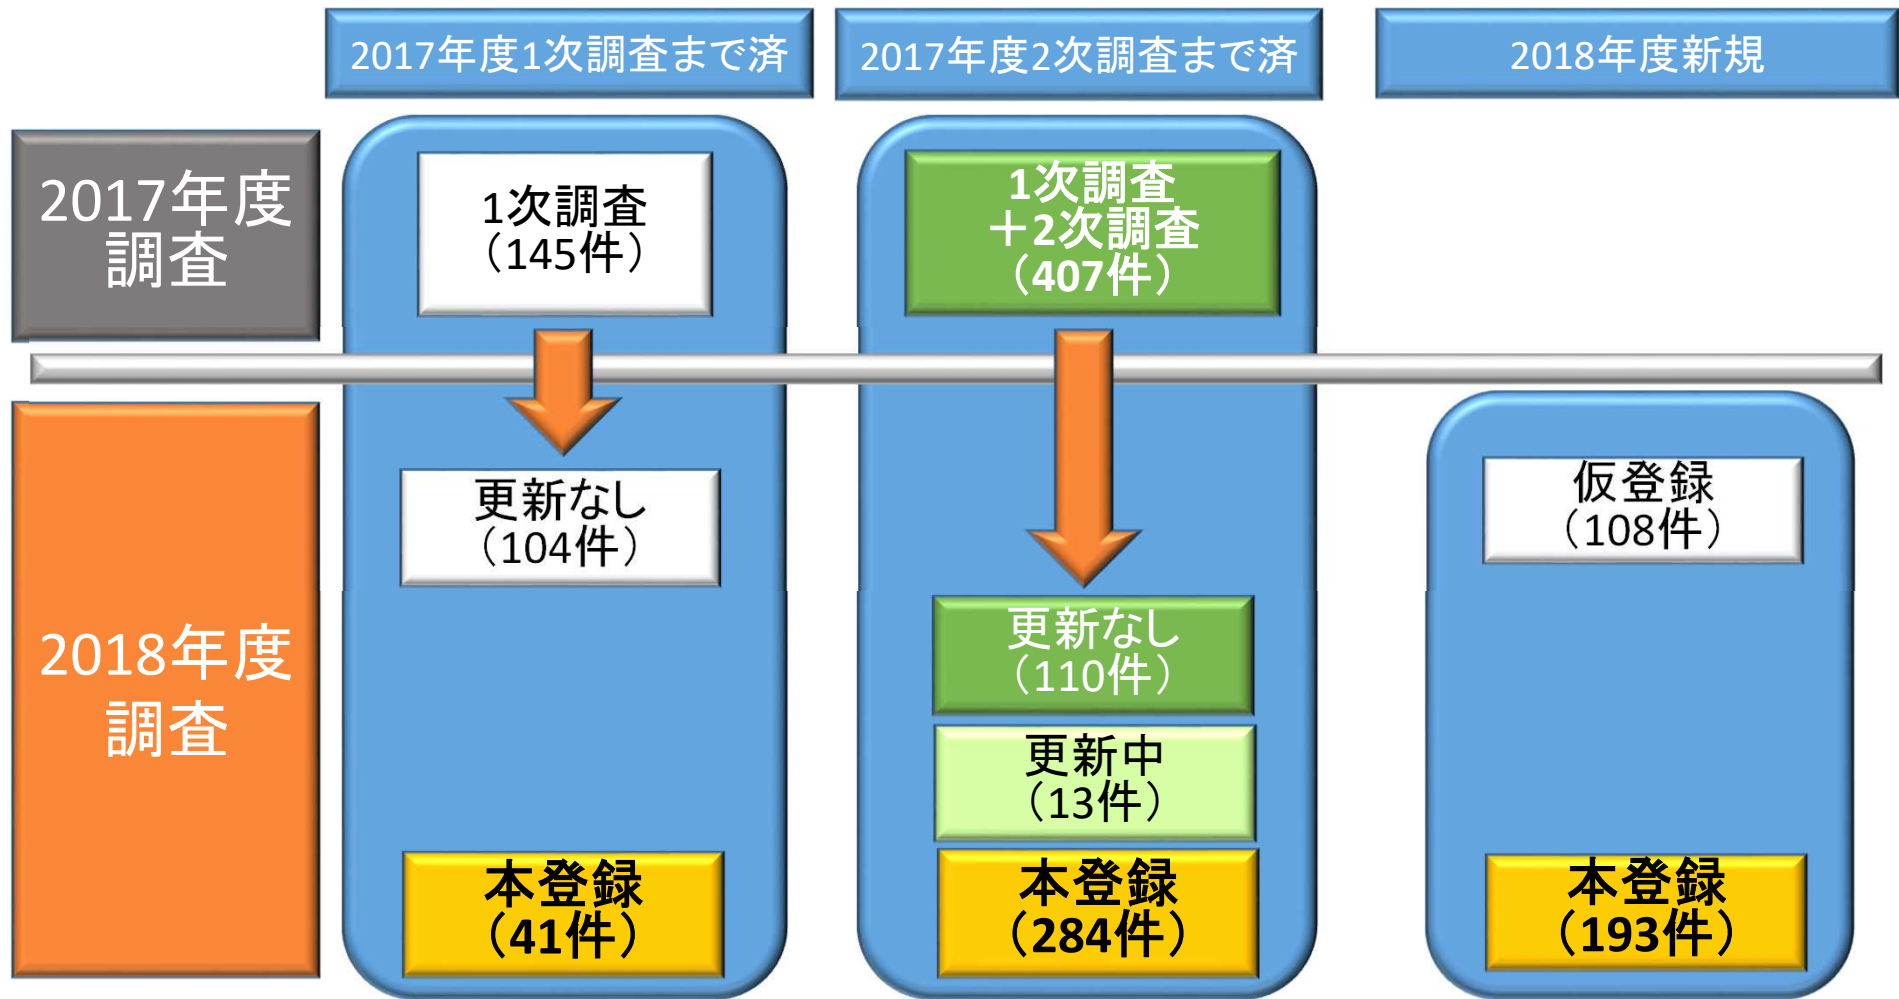 2017年度1次調査まで済
2017年度2次調査まで済
2018年度新規
2017年度
調査
1次調査
（145件）
1次調査
＋2次調査
（407件）
2018年度
調査
更新なし
（104件）
本登録
（41件）
更新なし
（110件）
更新中
（13件）
本登録
（284件）
仮登録
（108件）
本登録
（193件）